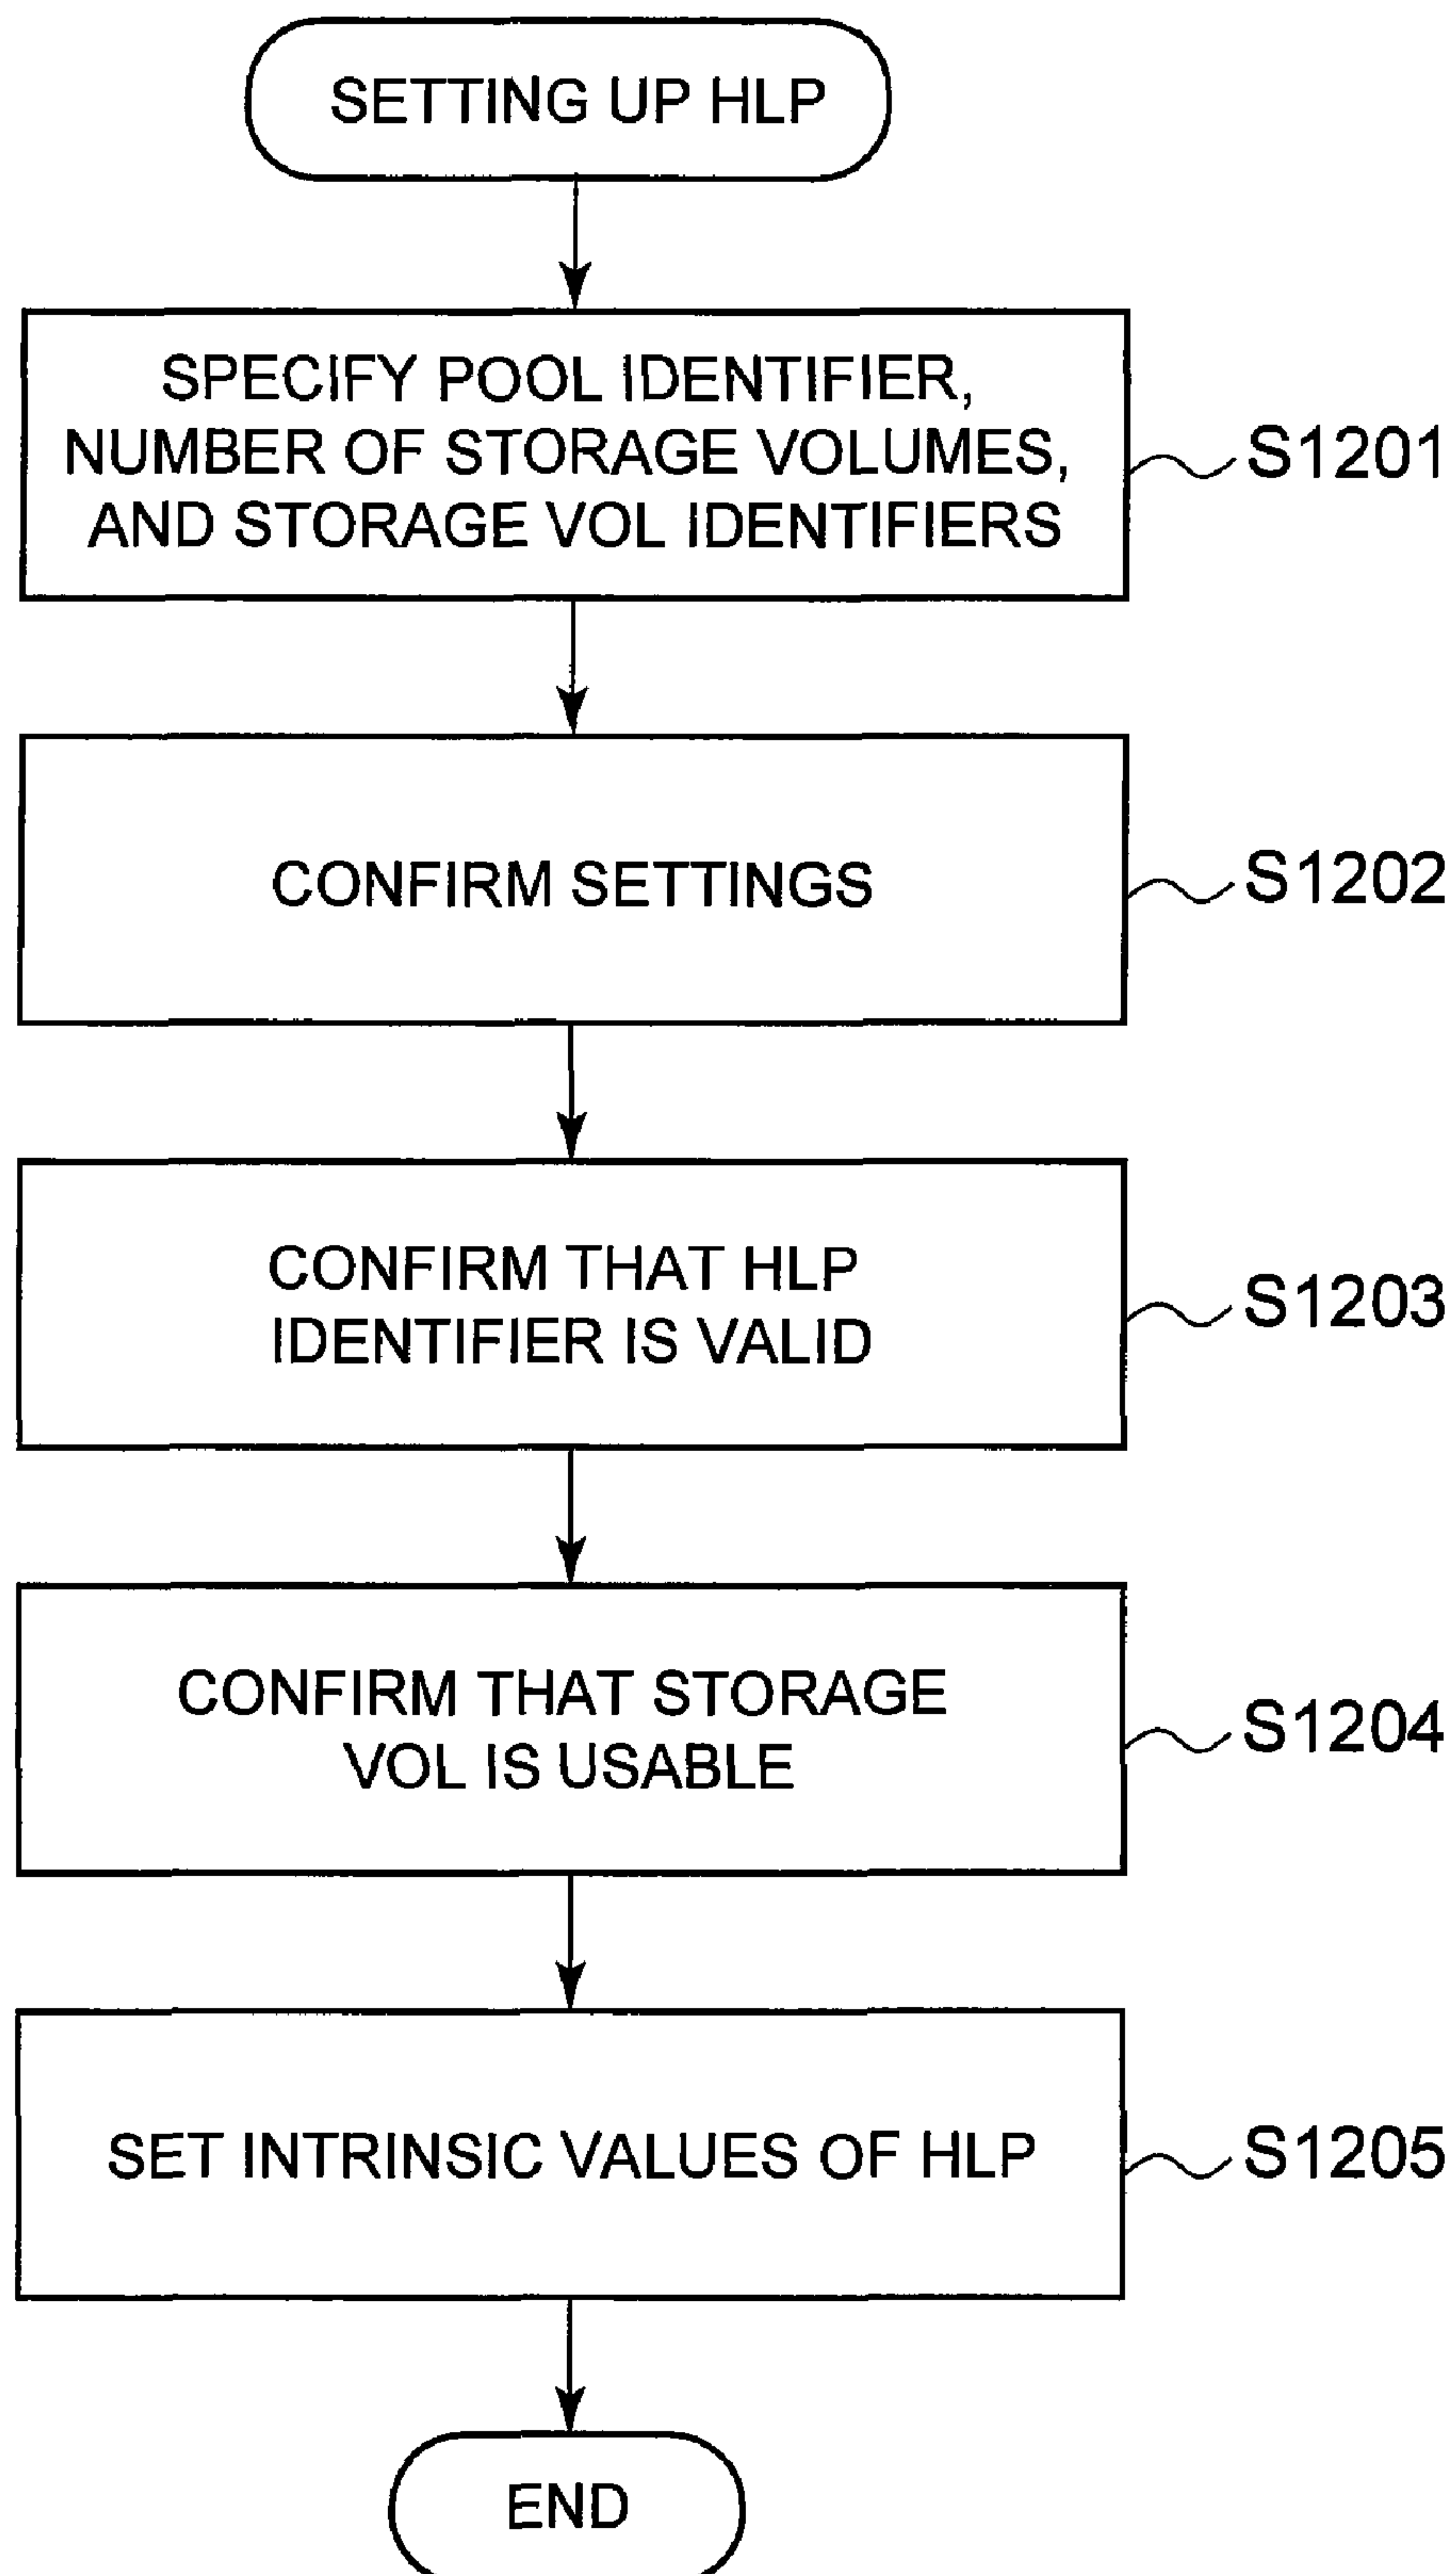 SETTING UP HLP
SPECIFY POOL IDENTIFIER,
NUMBER OF STORAGE VOLUMES,
AND STORAGE VOL IDENTIFIERS
S1201
CONFIRM SETTINGS
S1202
CONFIRM THAT HLP
IDENTIFIER IS VALID
S1203
CONFIRM THAT STORAGE
VOL IS USABLE
S1204
SET INTRINSIC VALUES OF HLP
S1205
END